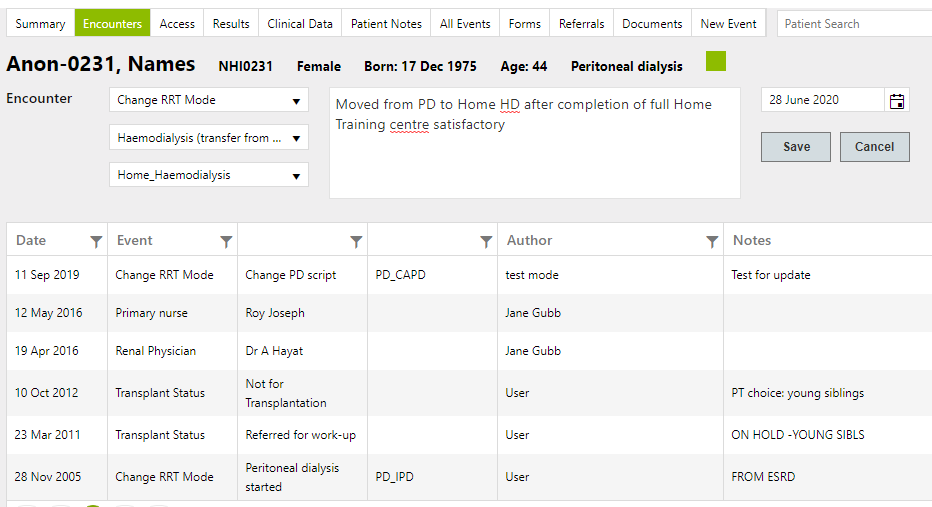 Summary Encounters Access Results Clinical Data Patient Notes All Events Forms Referrals Documents New Event Patient Search
Anon-0231, Names NHI0231 Female Born: 17 Dec 1975 Age: 44 Peritoneal dialysis
Encounter
Change RRT Mode
Haemodialysis (transfer from ...
Home_Haemodialysis
Moved from PD to Home HD after completion of full Home
Training centre satisfactory
28 June 2020
Save Cancel
Date Event Author Notes
11 Sep 2019 Change RRT Mode Change PD script PD_CAPD test mode Test for update
12 May 2016 Primary nurse Roy Joseph Jane Gubb
19 Apr 2016 Renal Physician Dr A Hayat Jane Gubb
10 Oct 2012 Transplant Status Not for
Transplantation User PT choice: young siblings
23 Mar 2011 Transplant Status Referred for work-up User ON HOLD -YOUNG SIBLS
28 Nov 2005 Change RRT Mode Peritoneal dialysis
started PD_IPD User FROM ESRD